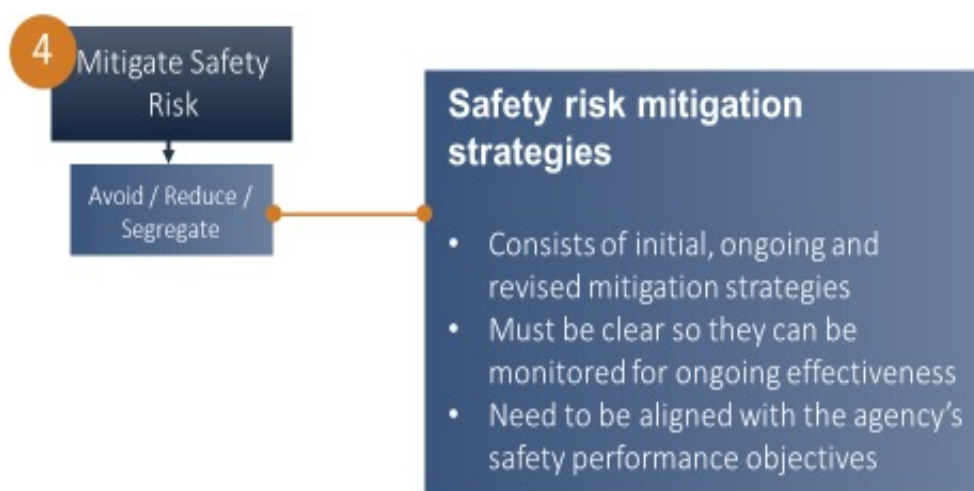 4
Mitigate Safety
Risk
Avoid / Reduce /
Segregate
Safety risk mitigation
strategies
• Consists of initial, ongoing and
revised mitigation strategies
• Must be clear so they can be
monitored for ongoing effectiveness
• Need to be aligned with the agency's
safety performance objectives